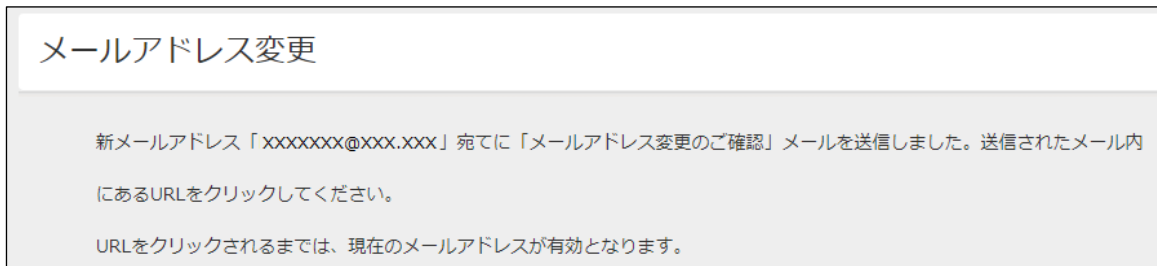 メールアドレス変更
新メールアドレス「 XXXXXXX@XXX.XXX 」宛てに「メールアドレス変更のご確認」メールを送信しました。送信されたメール内
にあるURLをクリックしてください。
URLをクリックされるまでは、現在のメールアドレスが有効となります。